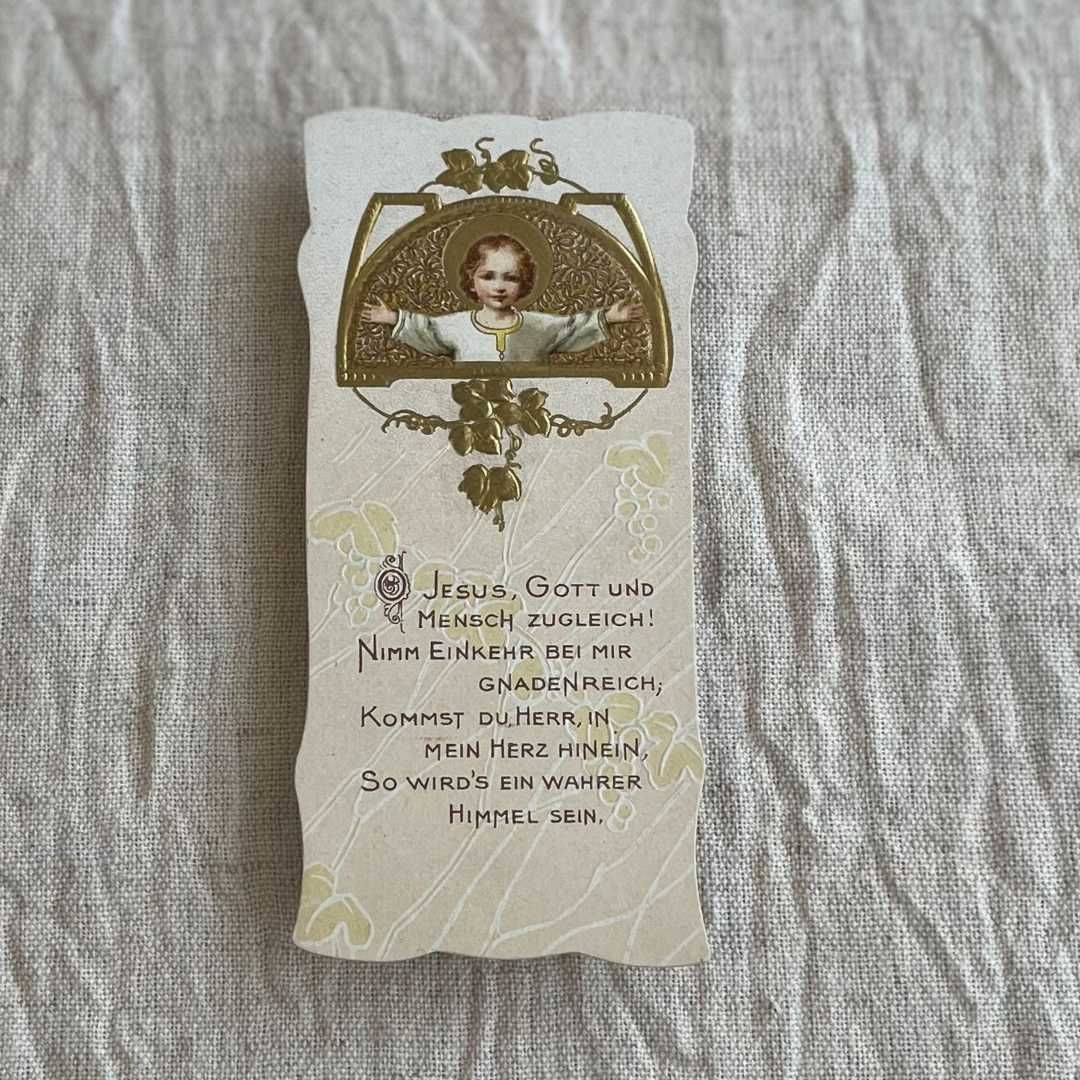 O JESUS, GOTT UND
MENSCH ZUGLEICH!
NIMM EINKEHR BEI MIR
GNADENREICH;
KOMMST DU, HERR, IN
MEIN HERZ HINEIN,
SO WIRD'S EIN WAHRER
HIMMEL SEIN.